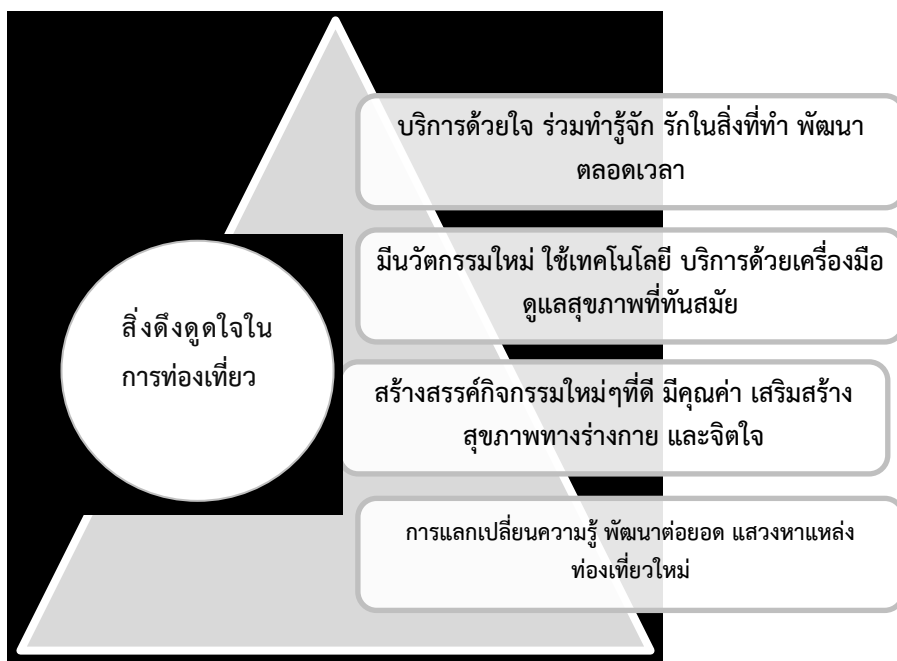 บริการด้วยใจ ร่วมทำรู้จัก รักในสิ่งที่ทำ พัฒนา
ตลอดเวลา
มีนวัตกรรมใหม่ ใช้เทคโนโลยี บริการด้วยเครื่องมือ
ดูแลสุขภาพที่ทันสมัย
สิ่งดึงดูดใจใน
การท่องเที่ยว
สร้างสรรค์กิจกรรมใหม่ๆที่ดี มีคุณค่า เสริมสร้าง
สุขภาพทางร่างกาย และจิตใจ
การแลกเปลี่ยนความรู้ พัฒนาต่อยอด แสวงหาแหล่ง
ท่องเที่ยวใหม่